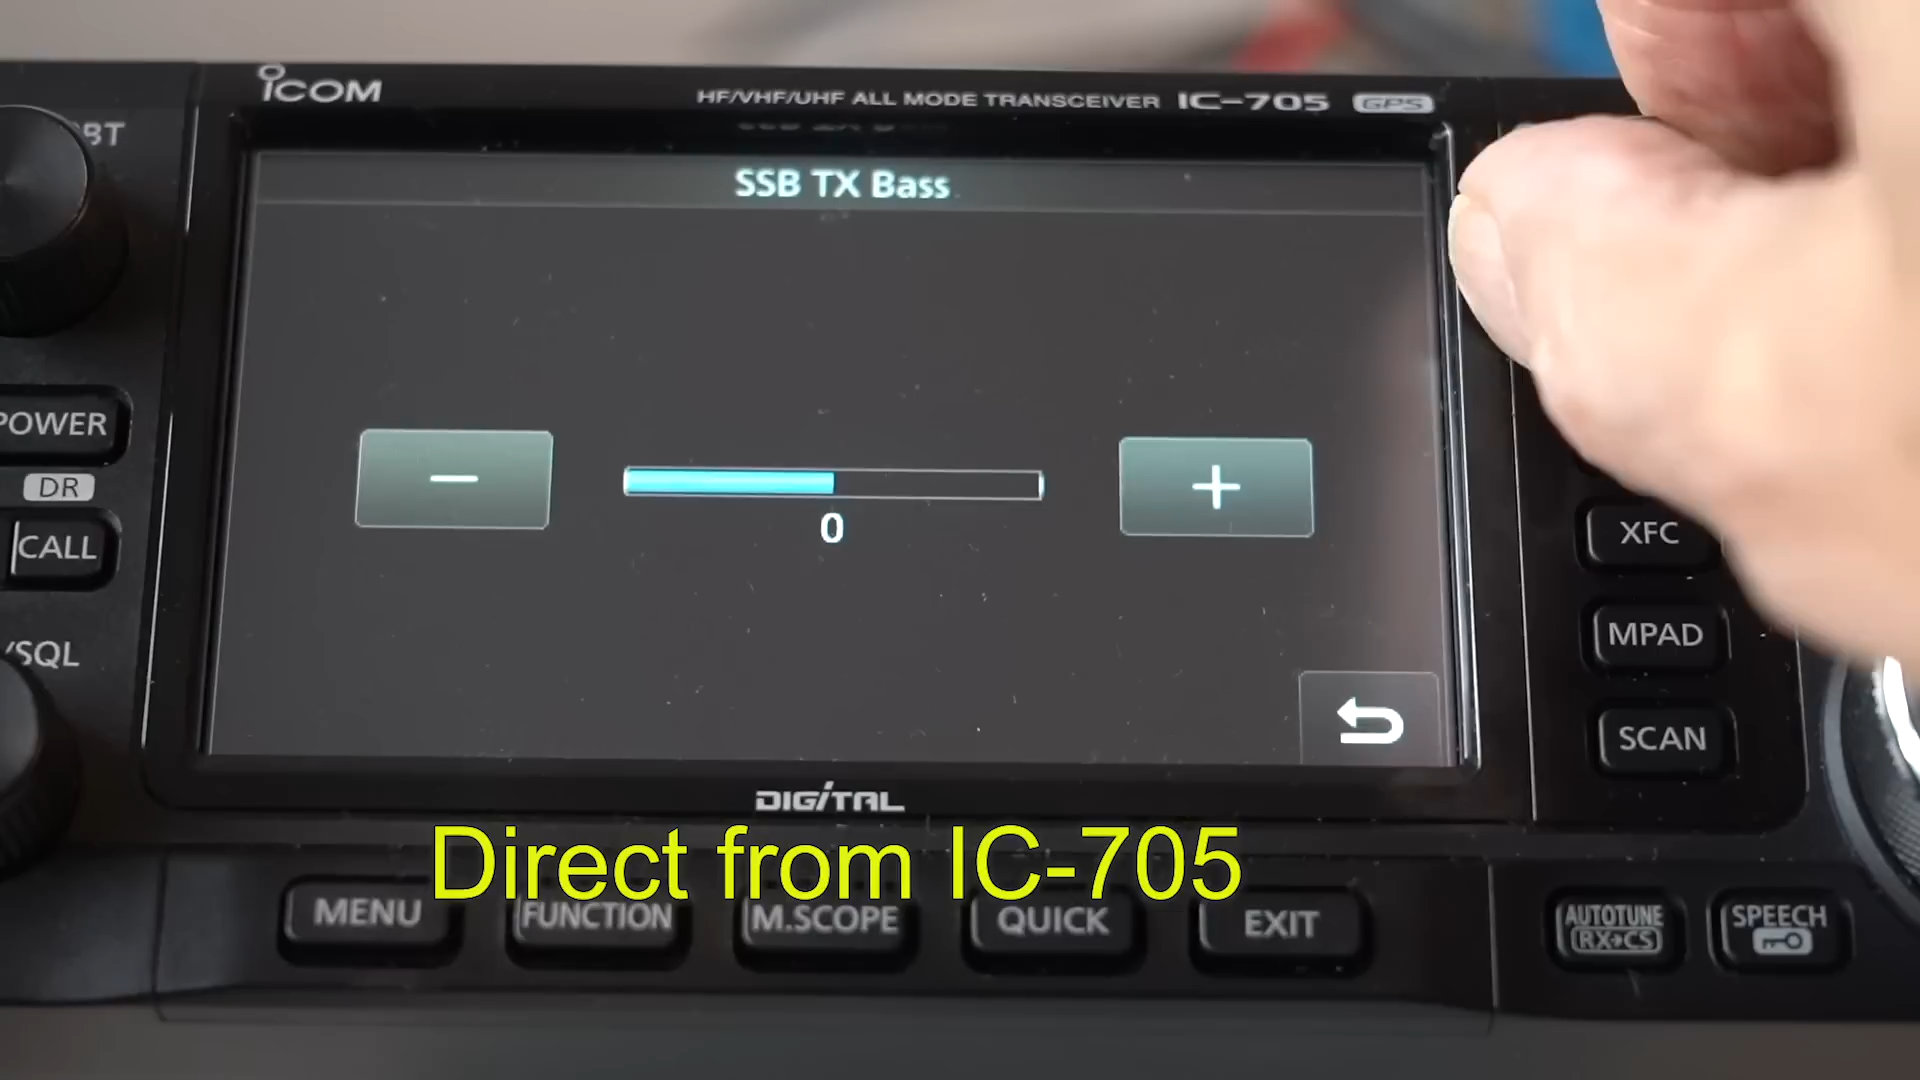 ICOM
HF/VHF/UHF ALL MODE TRANSCEIVER IC-705 GPS
SSB TX Bass
−
+
0
POWER
DR
CALL
/SQL
XFC
MPAD
SCAN
DIGITAL
Direct from IC-705
MENU
FUNCTION
M.SCOPE
QUICK
EXIT
AUTOTUNE
RX→CS
SPEECH